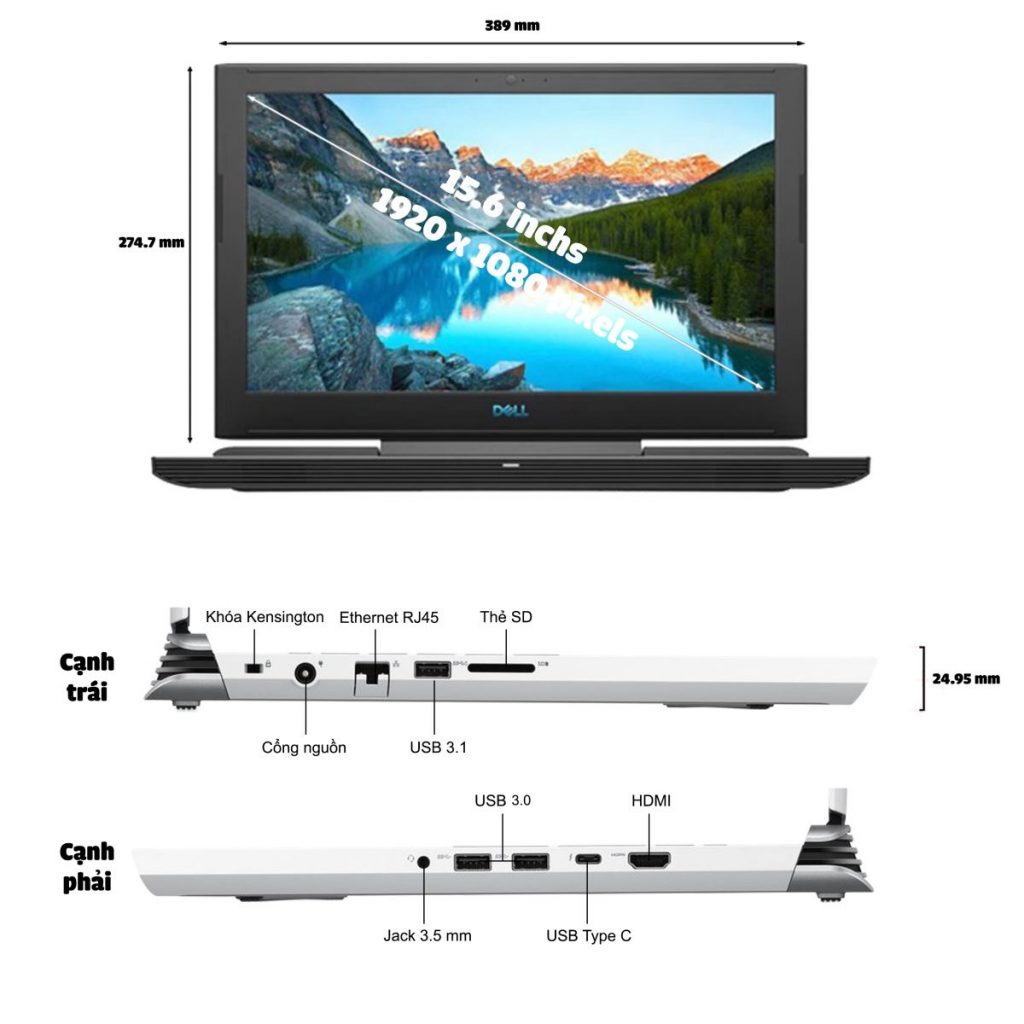 389 mm
274.7 mm
15.6 inchs
1920 x 1080 pixels
DELL
Khóa Kensington
Ethernet RJ45
Thẻ SD
Cạnh
trái
24.95 mm
Cổng nguồn
USB 3.1
USB 3.0
HDMI
Cạnh
phải
Jack 3.5 mm
USB Type C